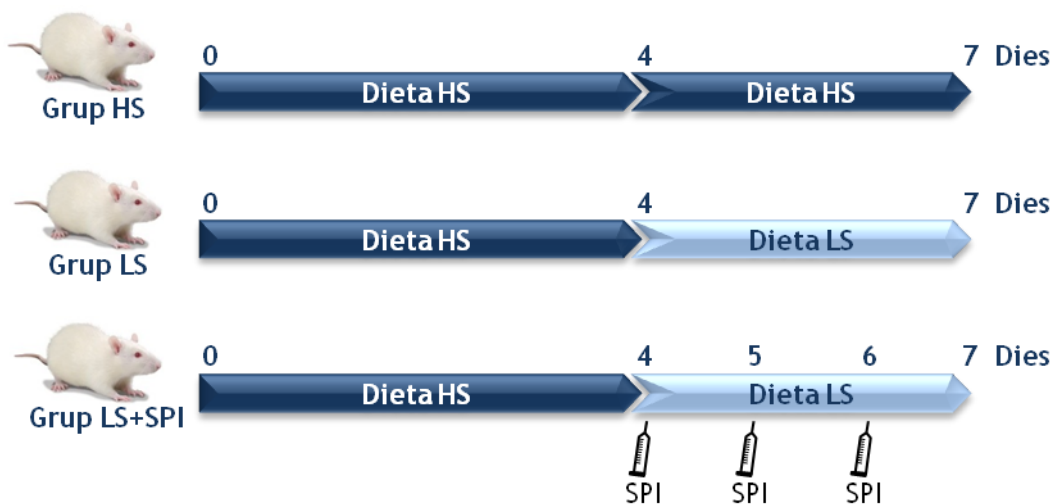 0 4 7 Dies
Dieta HS Dieta HS
Grup HS
0 4 7 Dies
Dieta HS Dieta LS
Grup LS
0 4 5 6 7 Dies
Dieta HS Dieta LS
Grup LS+SPI
SPI SPI SPI